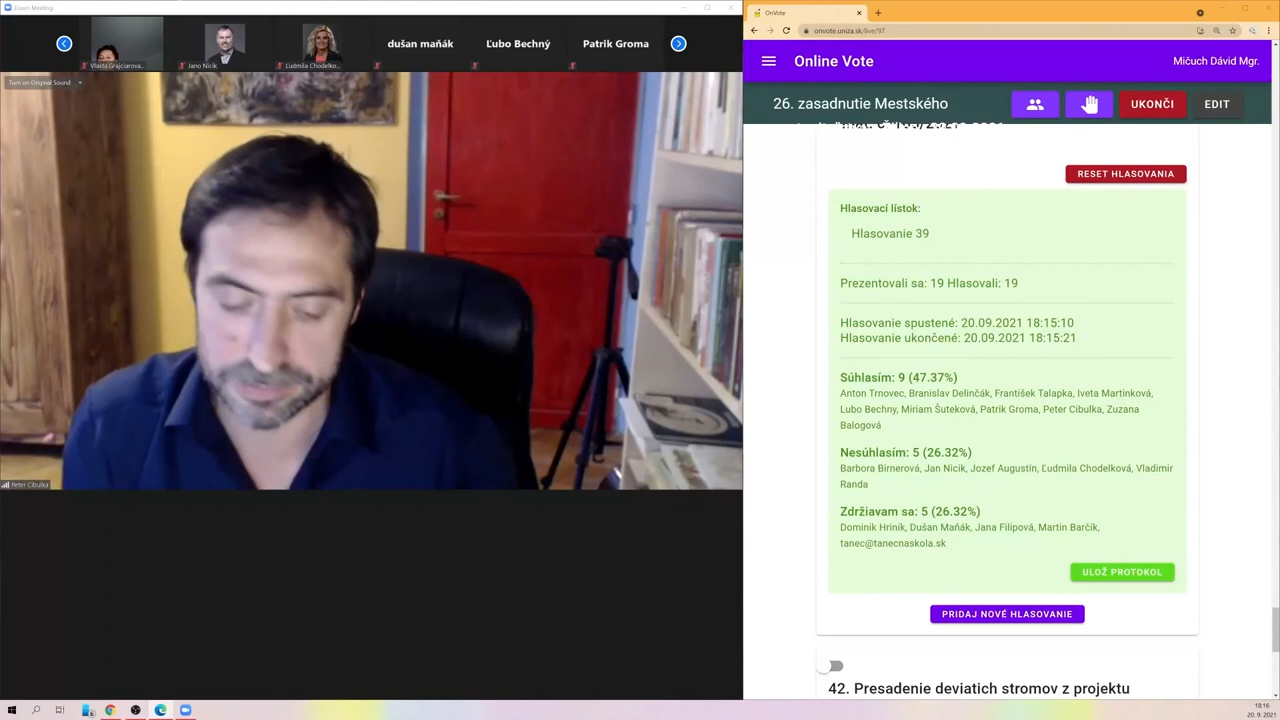 Zoom Meeting
dušan maňák
Ľubo Bechný
Patrik Groma
Jano Nicik
Ľudmila Chodelko...
Turn on Original Sound
Peter Cibulka
OnVote
onvote.uniza.sk/live/97
Online Vote
Mičuch Dávid Mgr.
26. zasadnutie Mestského
UKONČI
EDIT
RESET HLASOVANIA
Hlasovací lístok:
Hlasovanie 39
Prezentovali sa: 19 Hlasovali: 19
Hlasovanie spustené: 20.09.2021 18:15:10
Hlasovanie ukončené: 20.09.2021 18:15:21
Súhlasím: 9 (47.37%)
Anton Trnovec, Branislav Delinčák, František Talapka, Iveta Martinková,
Lubo Bechny, Miriam Šuteková, Patrik Groma, Peter Cibulka, Zuzana
Balogová
Nesúhlasím: 5 (26.32%)
Barbora Birnerová, Jan Nicik, Jozef Augustín, Ľudmila Chodelková, Vladimir
Randa
Zdržiavam sa: 5 (26.32%)
Dominik Hriník, Dušan Maňák, Jana Filipová, Martin Barčík,
tanec@tanecnaskola.sk
ULOŽ PROTOKOL
PRIDAJ NOVÉ HLASOVANIE
42. Presadenie deviatich stromov z projektu
18:16
20. 9. 2021